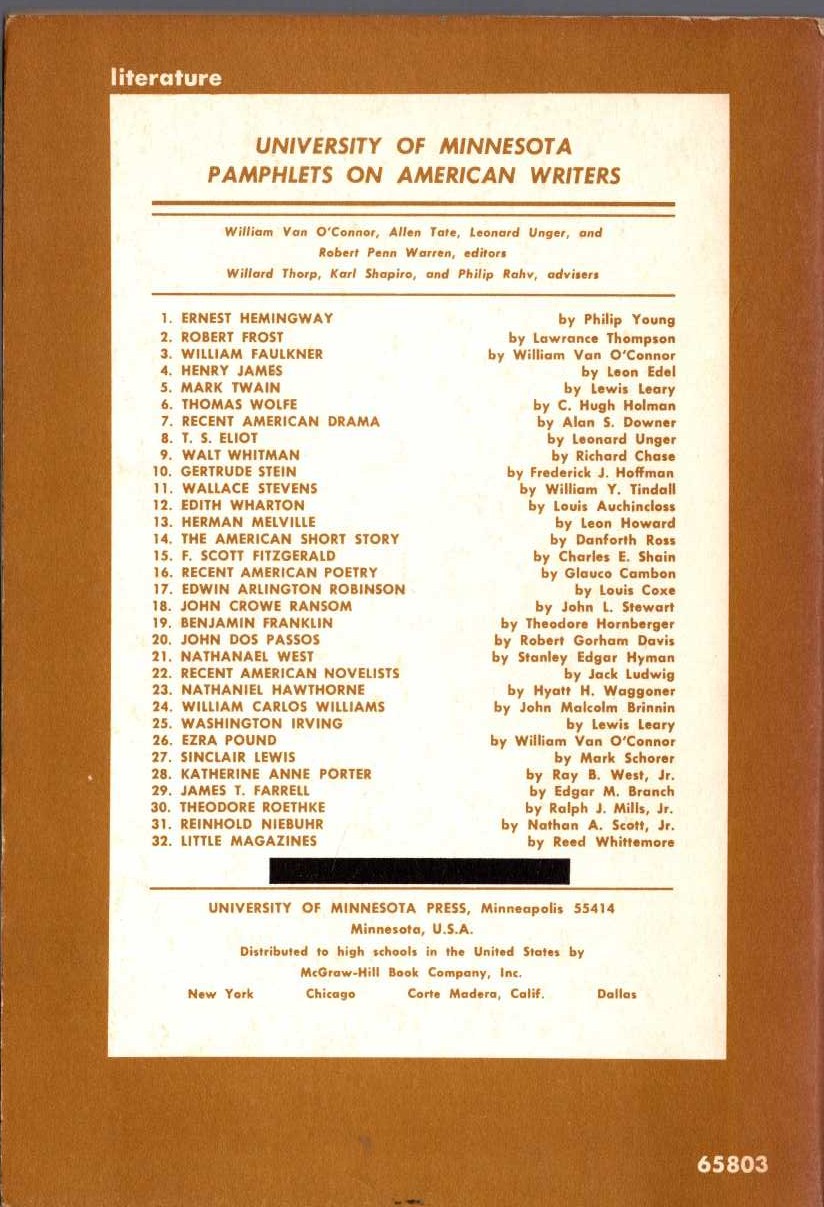 literature
UNIVERSITY OF MINNESOTA
PAMPHLETS ON AMERICAN WRITERS
William Van O'Connor, Allen Tate, Leonard Unger, and
Robert Penn Warren, editors
Willard Thorp, Karl Shapiro, and Philip Rahv, advisers
1. ERNEST HEMINGWAY by Philip Young
2. ROBERT FROST by Lawrance Thompson
3. WILLIAM FAULKNER by William Van O'Connor
4. HENRY JAMES by Leon Edel
5. MARK TWAIN by Lewis Leary
6. THOMAS WOLFE by C. Hugh Holman
7. RECENT AMERICAN DRAMA by Alan S. Downer
8. T. S. ELIOT by Leonard Unger
9. WALT WHITMAN by Richard Chase
10. GERTRUDE STEIN by Frederick J. Hoffman
11. WALLACE STEVENS by William Y. Tindall
12. EDITH WHARTON by Louis Auchincloss
13. HERMAN MELVILLE by Leon Howard
14. THE AMERICAN SHORT STORY by Danforth Ross
15. F. SCOTT FITZGERALD by Charles E. Shain
16. RECENT AMERICAN POETRY by Glauco Cambon
17. EDWIN ARLINGTON ROBINSON by Louis Coxe
18. JOHN CROWE RANSOM by John L. Stewart
19. BENJAMIN FRANKLIN by Theodore Hornberger
20. JOHN DOS PASSOS by Robert Gorham Davis
21. NATHANAEL WEST by Stanley Edgar Hyman
22. RECENT AMERICAN NOVELISTS by Jack Ludwig
23. NATHANIEL HAWTHORNE by Hyatt H. Waggoner
24. WILLIAM CARLOS WILLIAMS by John Malcolm Brinnin
25. WASHINGTON IRVING by Lewis Leary
26. EZRA POUND by William Van O'Connor
27. SINCLAIR LEWIS by Mark Schorer
28. KATHERINE ANNE PORTER by Ray B. West, Jr.
29. JAMES T. FARRELL by Edgar M. Branch
30. THEODORE ROETHKE by Ralph J. Mills, Jr.
31. REINHOLD NIEBUHR by Nathan A. Scott, Jr.
32. LITTLE MAGAZINES by Reed Whittemore
UNIVERSITY OF MINNESOTA PRESS, Minneapolis 55414
Minnesota, U.S.A.
Distributed to high schools in the United States by
McGraw-Hill Book Company, Inc.
New York Chicago Corte Madera, Calif. Dallas
65803